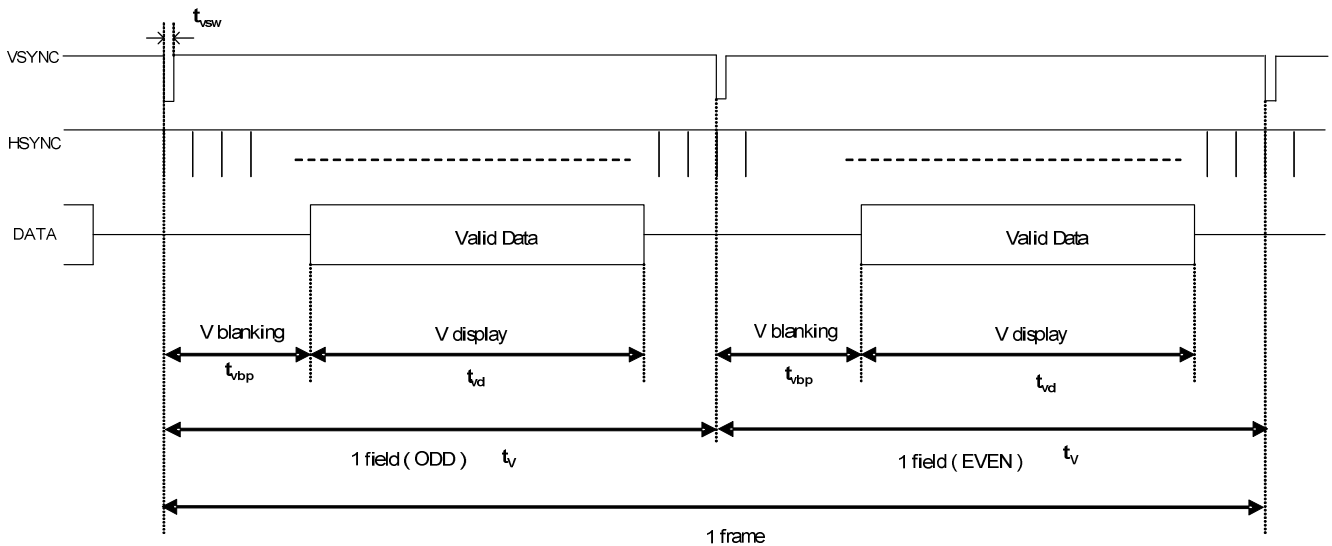 tvsw
VSYNC
HSYNC
DATA
Valid Data
Valid Data
V blanking
V display
V blanking
V display
tvbp
tvd
tvbp
tvd
1 field ( ODD ) tV
1 field ( EVEN ) tV
1 frame